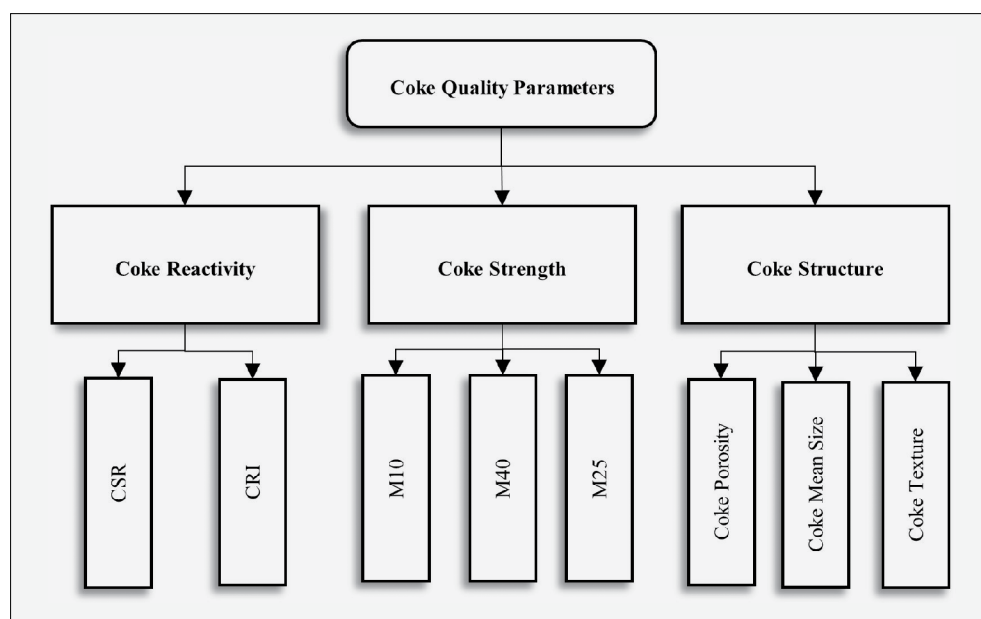 Coke Quality Parameters
Coke Reactivity
Coke Strength
Coke Structure
CSR
CRI
M10
M40
M25
Coke Porosity
Coke Mean Size
Coke Texture